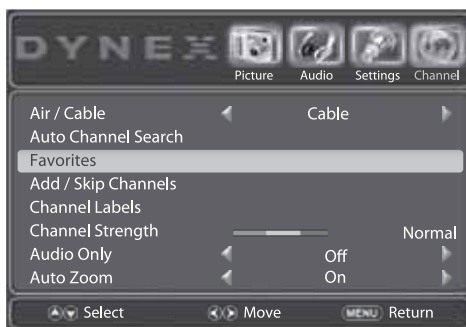 DYNEX
Picture Audio Settings Channel
Air / Cable Cable
Auto Channel Search
Favorites
Add / Skip Channels
Channel Labels
Channel Strength Normal
Audio Only Off
Auto Zoom On
Select Move MENU Return